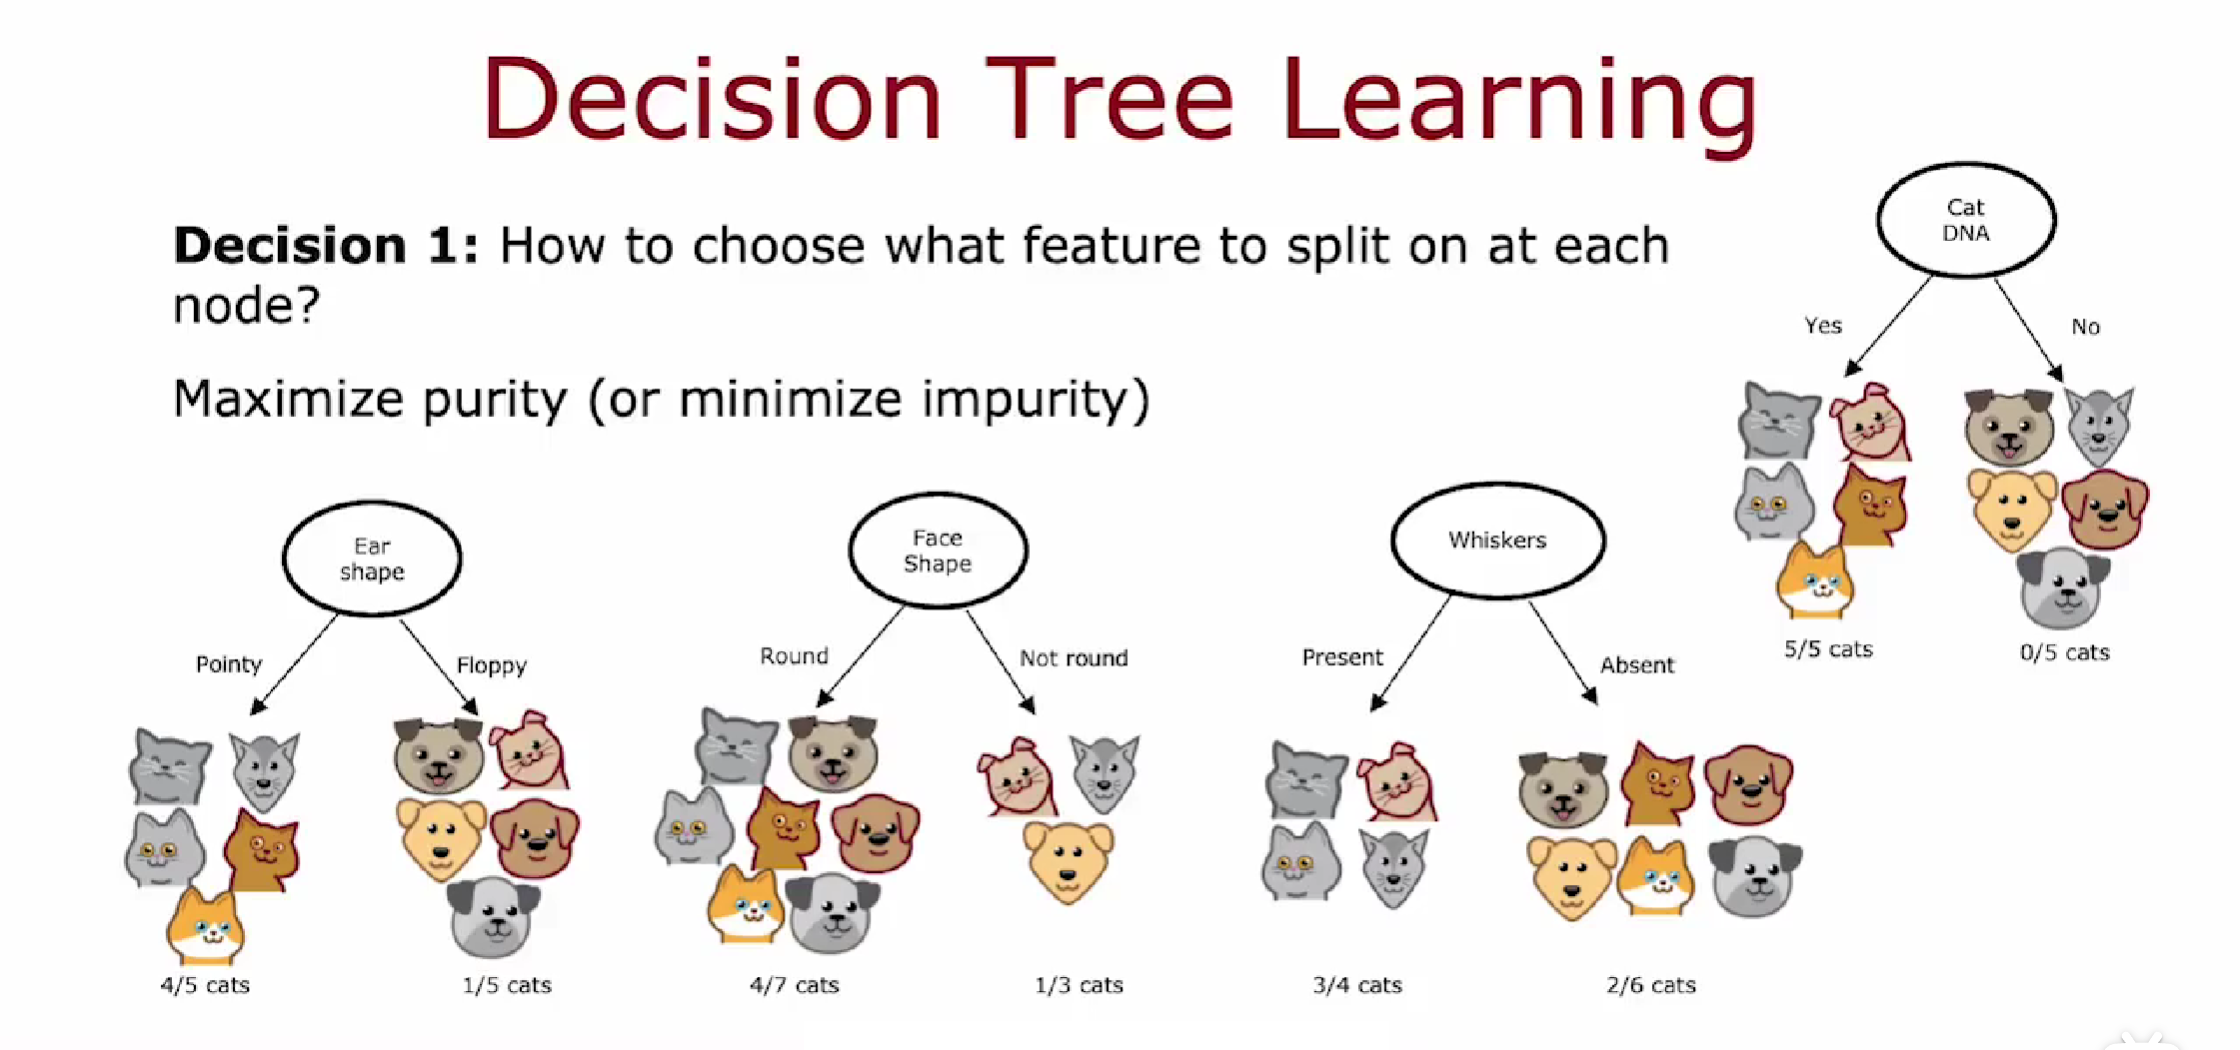 Decision Tree Learning
Decision 1: How to choose what feature to split on at each
node?
Maximize purity (or minimize impurity)
Cat
DNA
Yes
No
5/5 cats
0/5 cats
Ear
shape
Pointy
Floppy
4/5 cats
1/5 cats
Face
Shape
Round
Not round
4/7 cats
1/3 cats
Whiskers
Present
Absent
3/4 cats
2/6 cats